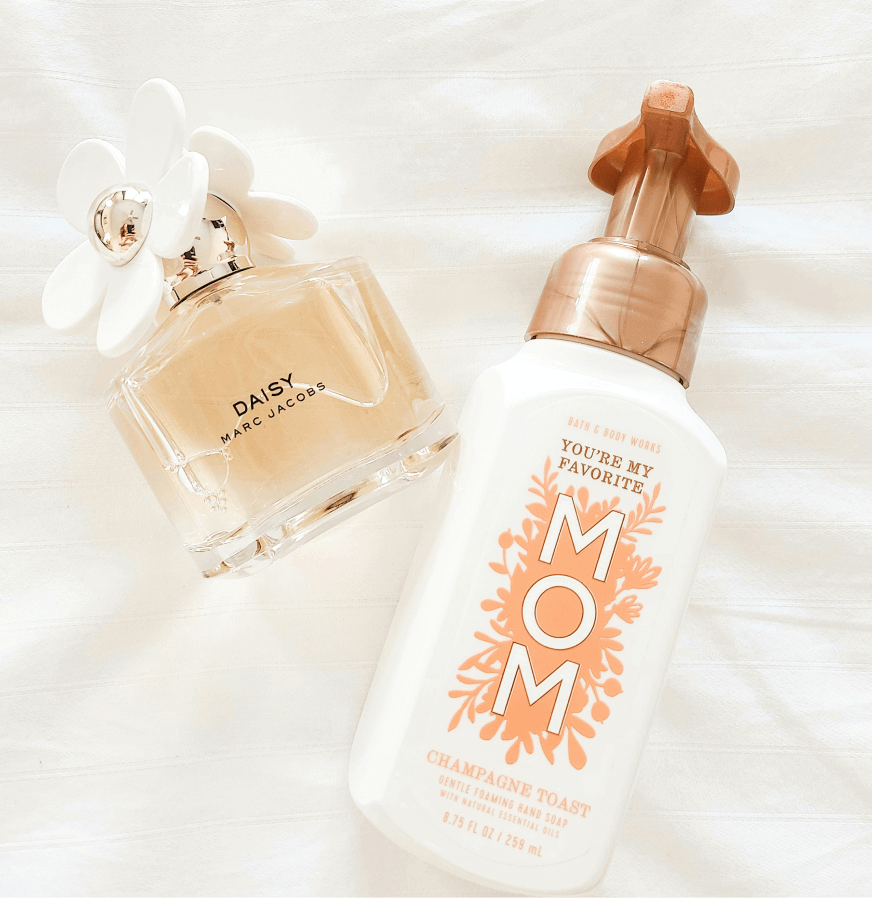 DAISY
MARC JACOBS
BATH & BODY WORKS
YOU'RE MY
FAVORITE
MOM
CHAMPAGNE TOAST
GENTLE FOAMING HAND SOAP
WITH NATURAL ESSENTIAL OILS
8.75 FL OZ / 259 mL